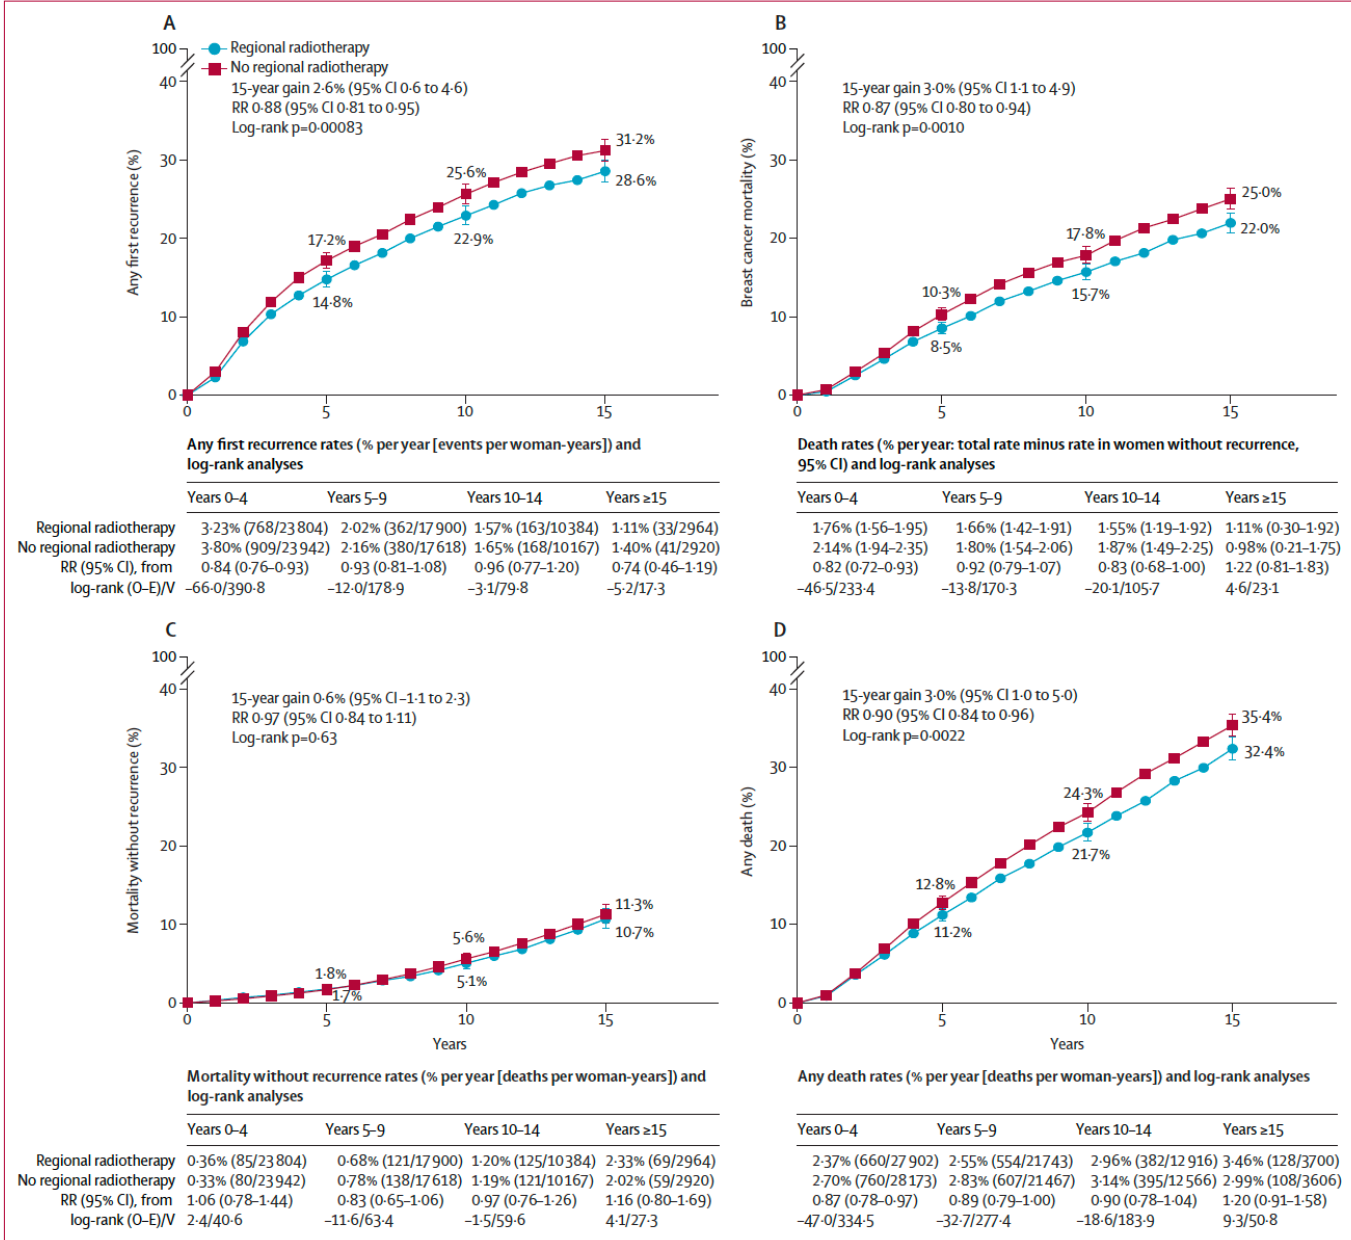 A
100
Regional radiotherapy
No regional radiotherapy
40
15-year gain 2·6% (95% CI 0·6 to 4·6)
RR 0·88 (95% CI 0·81 to 0·95)
Log-rank p=0·00083
30
20
10
0
Any first recurrence (%)
17·2%
14·8%
25·6%
22·9%
31·2%
28·6%
0 5 10 15
Any first recurrence rates (% per year [events per woman-years]) and
log-rank analyses
Years 0–4 Years 5–9 Years 10–14 Years ≥15
Regional radiotherapy 3·23% (768/23 804) 2·02% (362/17 900) 1·57% (163/10 384) 1·11% (33/2964)
No regional radiotherapy 3·80% (909/23 942) 2·16% (380/17 618) 1·65% (168/10 167) 1·40% (41/2920)
RR (95% CI), from 0·84 (0·76–0·93) 0·93 (0·81–1·08) 0·96 (0·77–1·20) 0·74 (0·46–1·19)
log-rank (O–E)/V –66·0/390·8 –12·0/178·9 –3·1/79·8 –5·2/17·3
B
100
40
15-year gain 3·0% (95% CI 1·1 to 4·9)
RR 0·87 (95% CI 0·80 to 0·94)
Log-rank p=0·0010
30
20
10
0
Breast cancer mortality (%)
10·3%
8·5%
17·8%
15·7%
25·0%
22·0%
0 5 10 15
Death rates (% per year: total rate minus rate in women without recurrence,
95% CI) and log-rank analyses
Years 0–4 Years 5–9 Years 10–14 Years ≥15
1·76% (1·56–1·95) 1·66% (1·42–1·91) 1·55% (1·19–1·92) 1·11% (0·30–1·92)
2·14% (1·94–2·35) 1·80% (1·54–2·06) 1·87% (1·49–2·25) 0·98% (0·21–1·75)
0·82 (0·72–0·93) 0·92 (0·79–1·07) 0·83 (0·68–1·00) 1·22 (0·81–1·83)
–46·5/233·4 –13·8/170·3 –20·1/105·7 4·6/23·1
C
100
40
15-year gain 0·6% (95% CI –1·1 to 2·3)
RR 0·97 (95% CI 0·84 to 1·11)
Log-rank p=0·63
30
20
10
0
Mortality without recurrence (%)
1·8%
1·7%
5·6%
5·1%
11·3%
10·7%
0 5 10 15
Years
Mortality without recurrence rates (% per year [deaths per woman-years]) and
log-rank analyses
Years 0–4 Years 5–9 Years 10–14 Years ≥15
Regional radiotherapy 0·36% (85/23 804) 0·68% (121/17 900) 1·20% (125/10 384) 2·33% (69/2964)
No regional radiotherapy 0·33% (80/23 942) 0·78% (138/17 618) 1·19% (121/10 167) 2·02% (59/2920)
RR (95% CI), from 1·06 (0·78–1·44) 0·83 (0·65–1·06) 0·97 (0·76–1·26) 1·16 (0·80–1·69)
log-rank (O–E)/V 2·4/40·6 –11·6/63·4 –1·5/59·6 4·1/27·3
D
100
40
15-year gain 3·0% (95% CI 1·0 to 5·0)
RR 0·90 (95% CI 0·84 to 0·96)
Log-rank p=0·0022
30
20
10
0
Any death (%)
12·8%
11·2%
24·3%
21·7%
35·4%
32·4%
0 5 10 15
Years
Any death rates (% per year [deaths per woman-years]) and log-rank analyses
Years 0–4 Years 5–9 Years 10–14 Years ≥15
2·37% (660/27 902) 2·55% (554/21 743) 2·96% (382/12 916) 3·46% (128/3700)
2·70% (760/28 173) 2·83% (607/21 467) 3·14% (395/12 566) 2·99% (108/3606)
0·87 (0·78–0·97) 0·89 (0·79–1·00) 0·90 (0·78–1·04) 1·20 (0·91–1·58)
–47·0/334·5 –32·7/277·4 –18·6/183·9 9·3/50·8